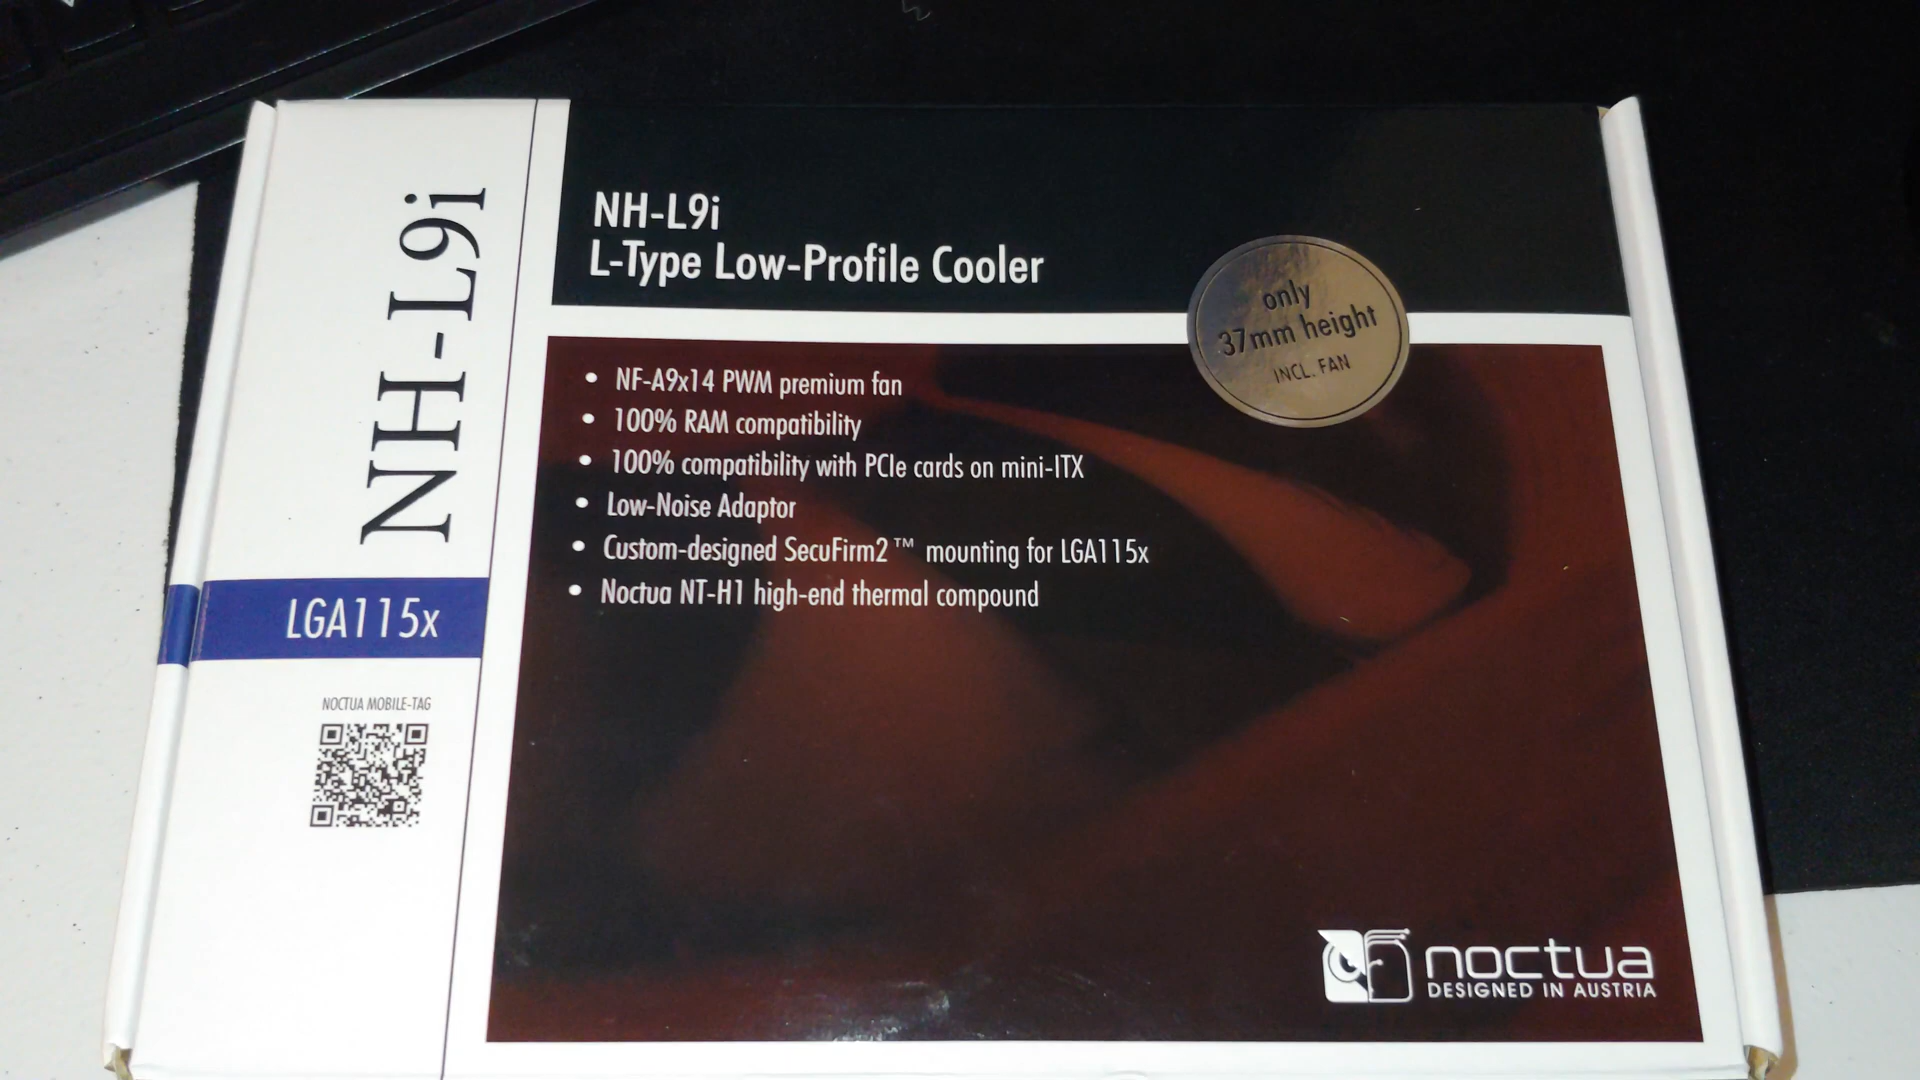 NH-L9i
LGA115x
NOCTUA MOBILE-TAG
NH-L9i
L-Type Low-Profile Cooler
only
37mm height
INCL. FAN
• NF-A9x14 PWM premium fan
• 100% RAM compatibility
• 100% compatibility with PCIe cards on mini-ITX
• Low-Noise Adaptor
• Custom-designed SecuFirm2™ mounting for LGA115x
• Noctua NT-H1 high-end thermal compound
noctua
DESIGNED IN AUSTRIA